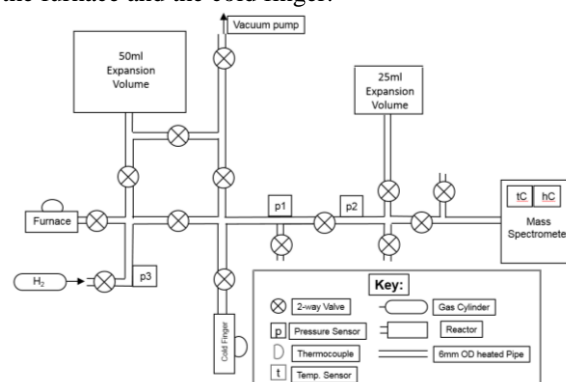 the furnace and the cold finger.
Vacuum pump
50ml
Expansion
Volume
25ml
Expansion
Volume
tC hC
Mass
Spectrometer
Furnace
p1
p2
H2
p3
Cold Finger
Key:
2-way Valve
Gas Cylinder
p Pressure Sensor
Reactor
Thermocouple
6mm OD heated Pipe
t Temp. Sensor